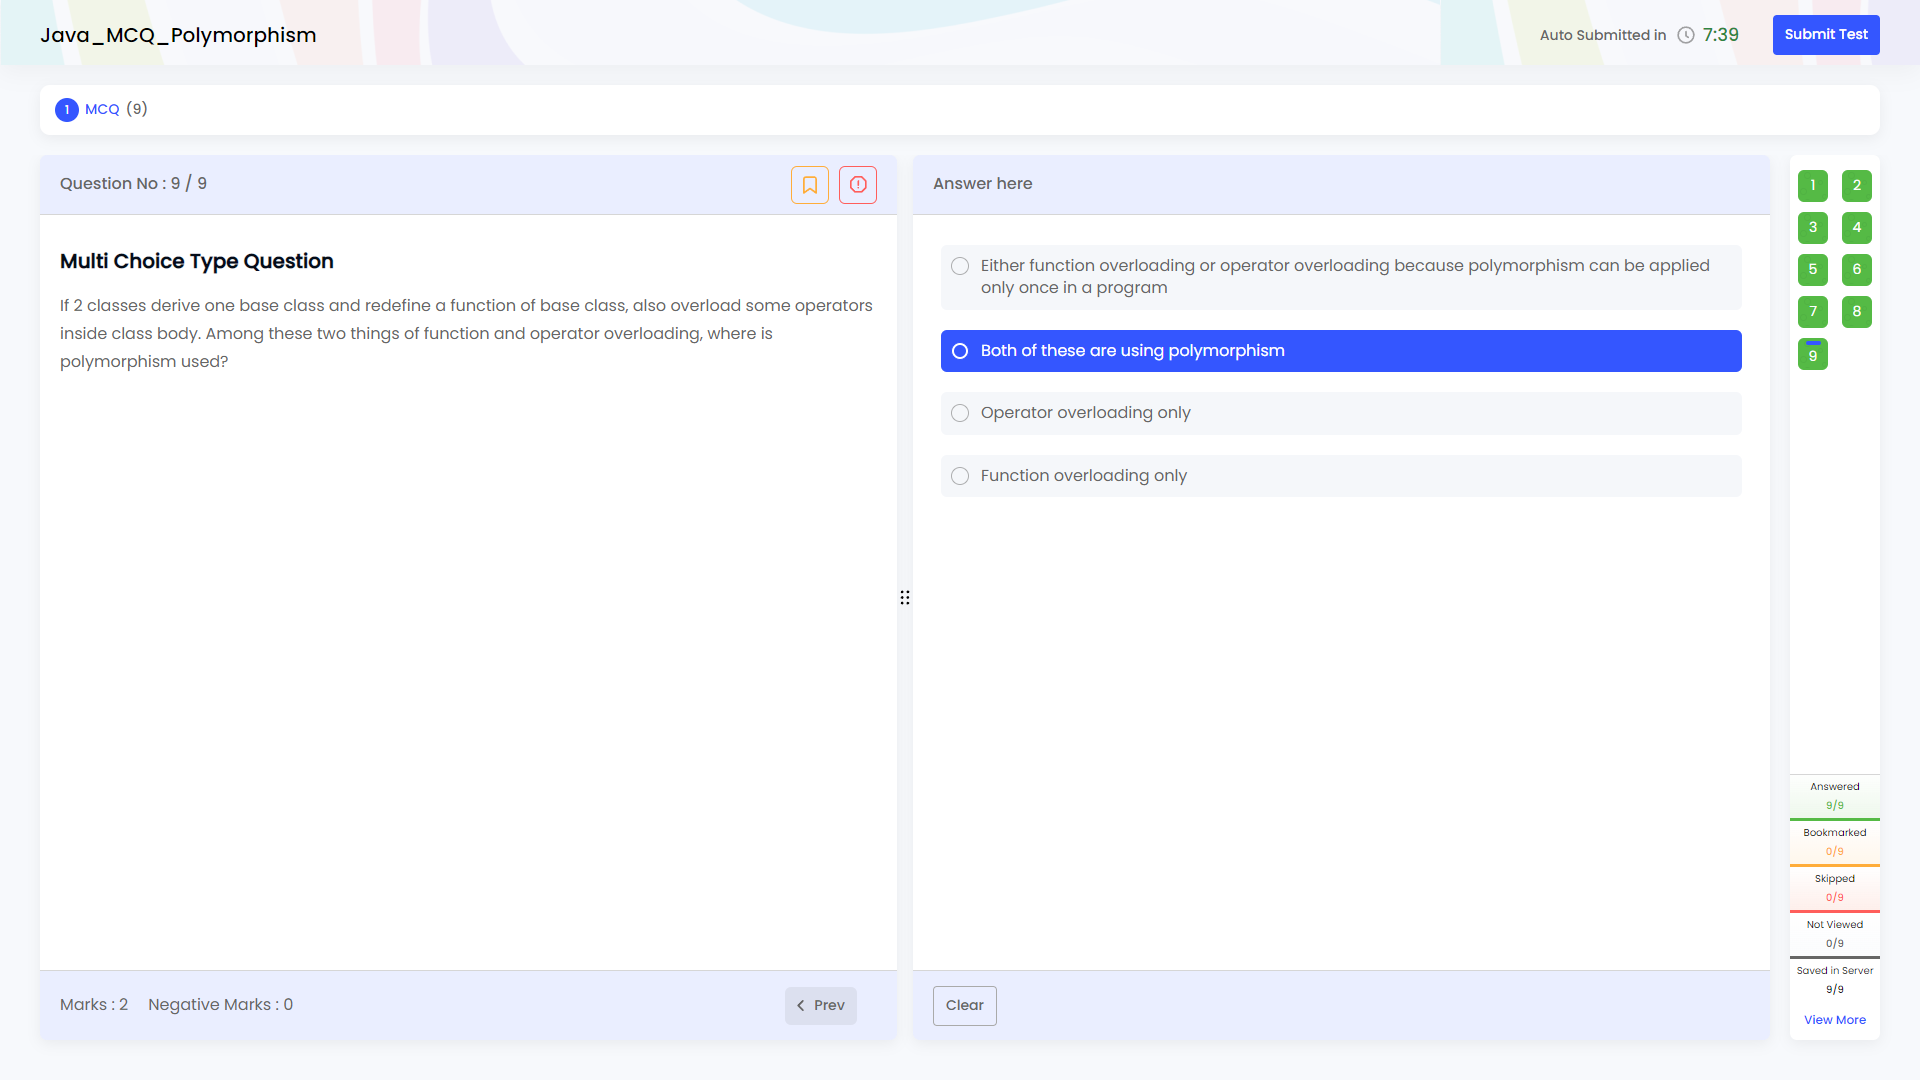 Java_MCQ_Polymorphism
Auto Submitted in 7:39
Submit Test
1 MCQ (9)
Question No : 9 / 9
Multi Choice Type Question
If 2 classes derive one base class and redefine a function of base class, also overload some operators
inside class body. Among these two things of function and operator overloading, where is
polymorphism used?
Marks : 2 Negative Marks : 0
Prev
Answer here
Either function overloading or operator overloading because polymorphism can be applied
only once in a program
Both of these are using polymorphism
Operator overloading only
Function overloading only
Clear
1 2
3 4
5 6
7 8
9
Answered
9/9
Bookmarked
0/9
Skipped
0/9
Not Viewed
0/9
Saved in Server
9/9
View More